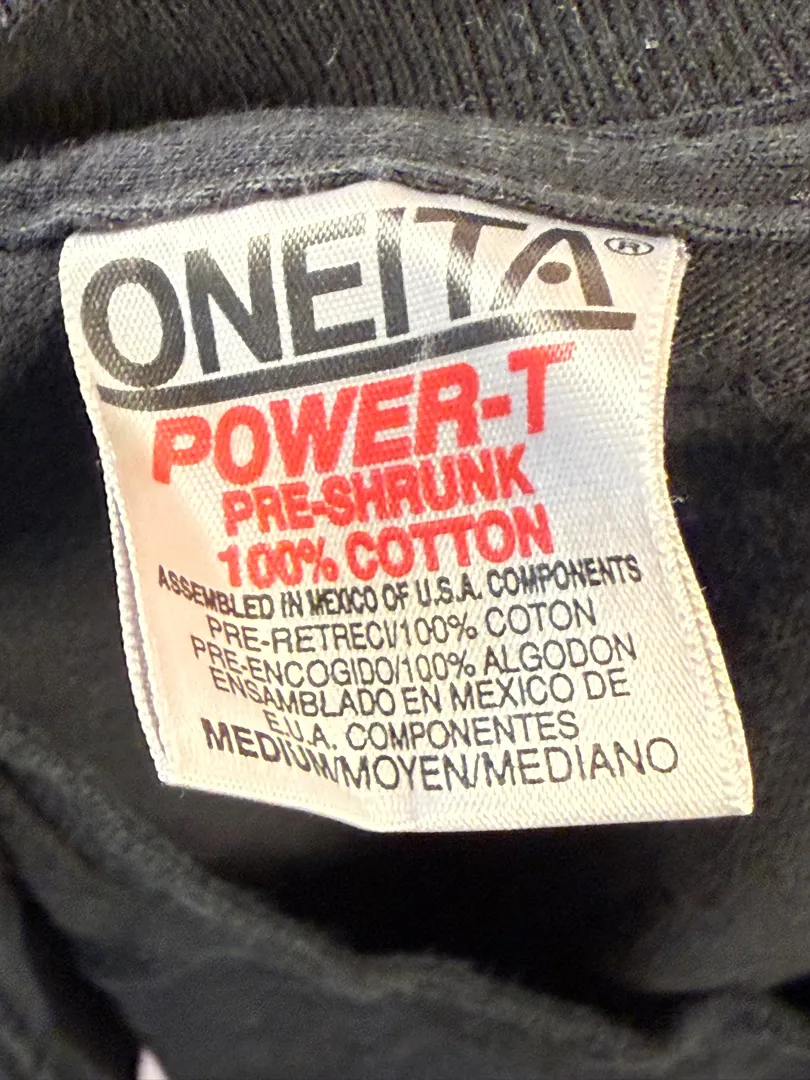 ONEITA®
POWER-T
PRE-SHRUNK
100% COTTON
ASSEMBLED IN MEXICO OF U.S.A. COMPONENTS
PRE-RETRECI/100% COTON
PRE-ENCOGIDO/100% ALGODON
ENSAMBLADO EN MEXICO DE
E.U.A. COMPONENTES
MEDIUM/MOYEN/MEDIANO